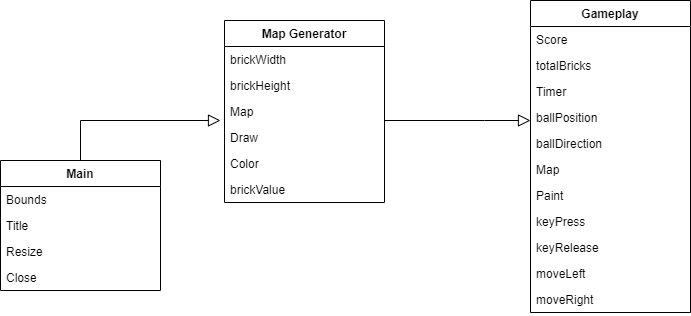 Main
Bounds
Title
Resize
Close
Map Generator
brickWidth
brickHeight
Map
Draw
Color
brickValue
Gameplay
Score
totalBricks
Timer
ballPosition
ballDirection
Map
Paint
keyPress
keyRelease
moveLeft
moveRight